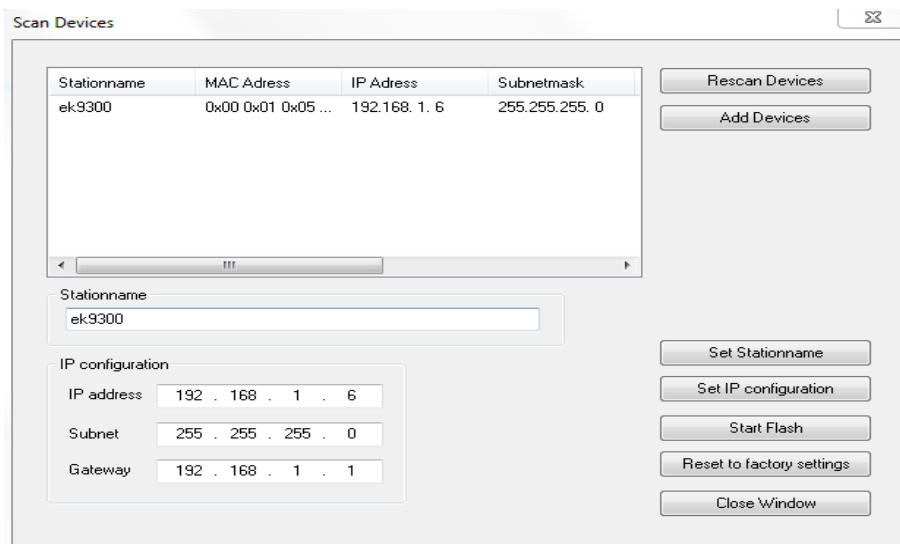 Scan Devices
Stationname MAC Adress IP Adress Subnetmask
ek9300 0x00 0x01 0x05 ... 192.168. 1. 6 255.255.255. 0
Rescan Devices
Add Devices
Stationname
ek9300
IP configuration
IP address 192 . 168 . 1 . 6
Subnet 255 . 255 . 255 . 0
Gateway 192 . 168 . 1 . 1
Set Stationname
Set IP configuration
Start Flash
Reset to factory settings
Close Window